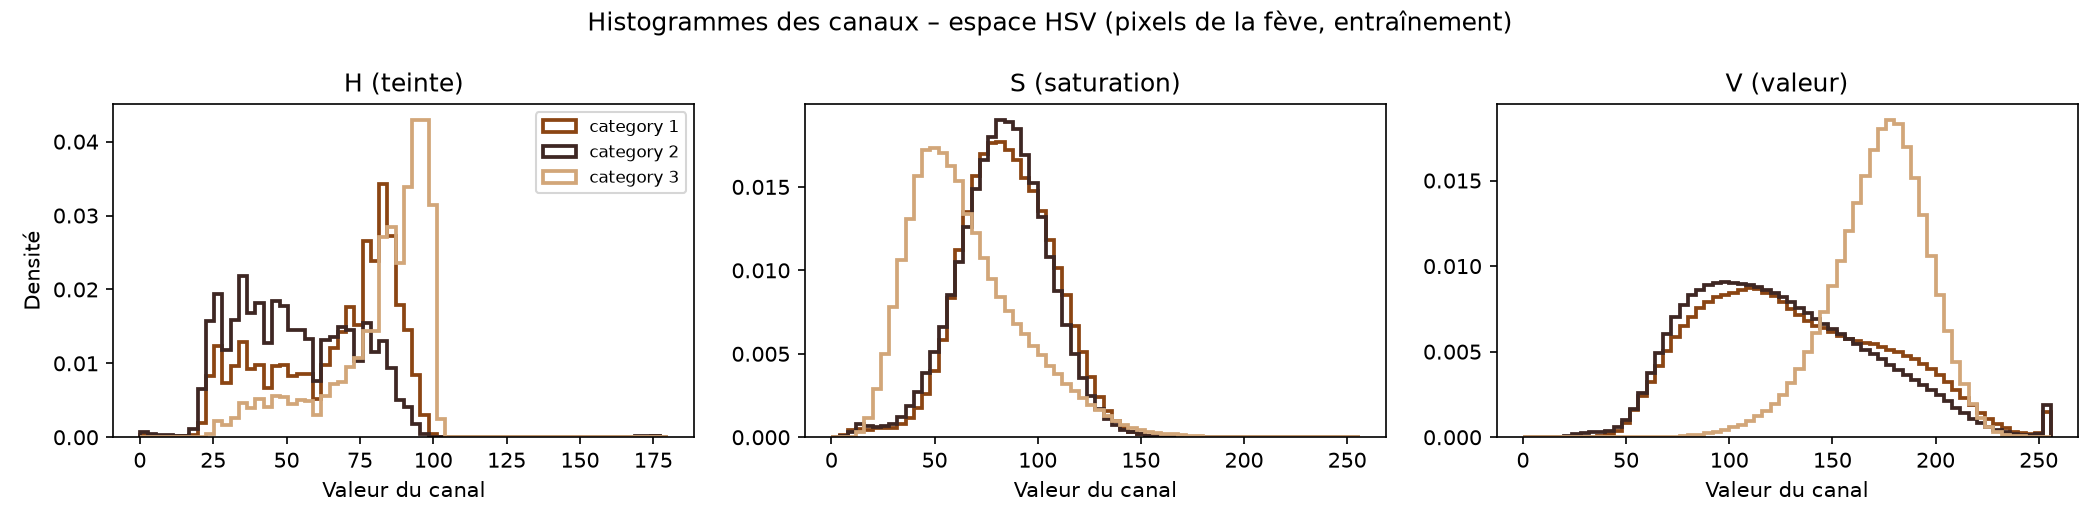 Histogrammes des canaux – espace HSV (pixels de la fève, entraînement)
H (teinte)
S (saturation)
V (valeur)
category 1
category 2
category 3
Densité
0.04
0.03
0.02
0.01
0.00
0 25 50 75 100 125 150 175
Valeur du canal
0.015
0.010
0.005
0.000
0 50 100 150 200 250
Valeur du canal
0.015
0.010
0.005
0.000
0 50 100 150 200 250
Valeur du canal